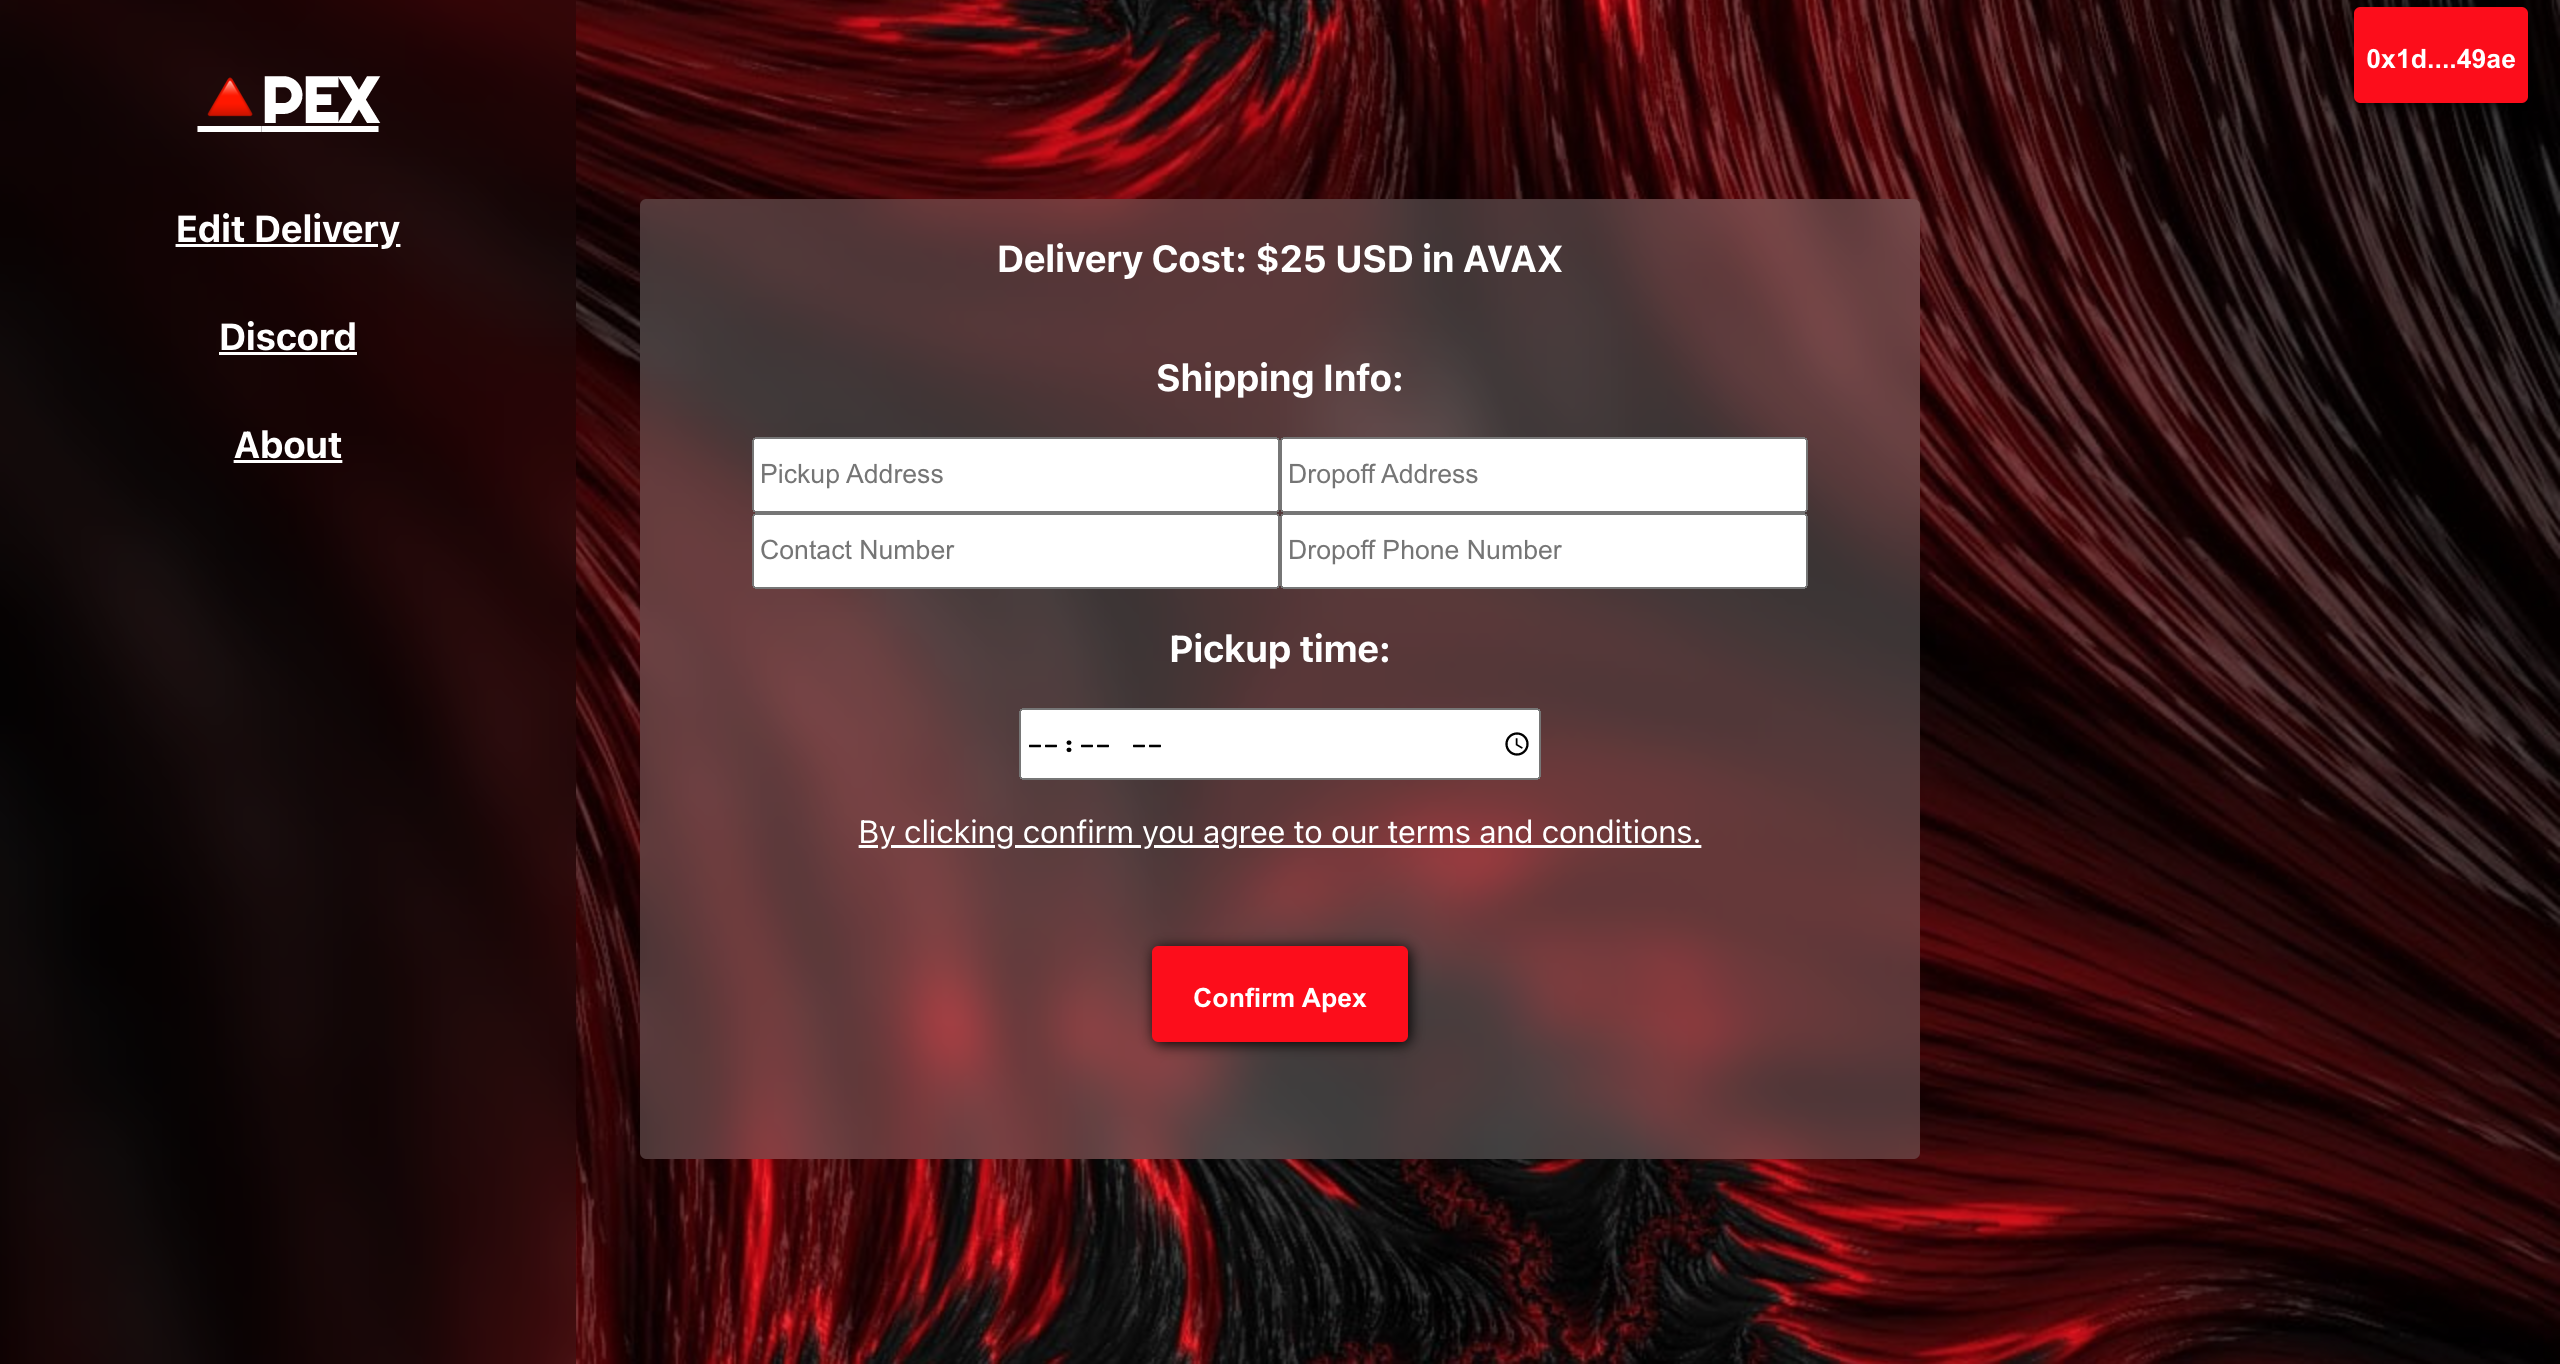 🔺PEX
0x1d....49ae
Edit Delivery
Discord
About
Delivery Cost: $25 USD in AVAX
Shipping Info:
Pickup Address
Dropoff Address
Contact Number
Dropoff Phone Number
Pickup time:
--:-- --
By clicking confirm you agree to our terms and conditions.
Confirm Apex